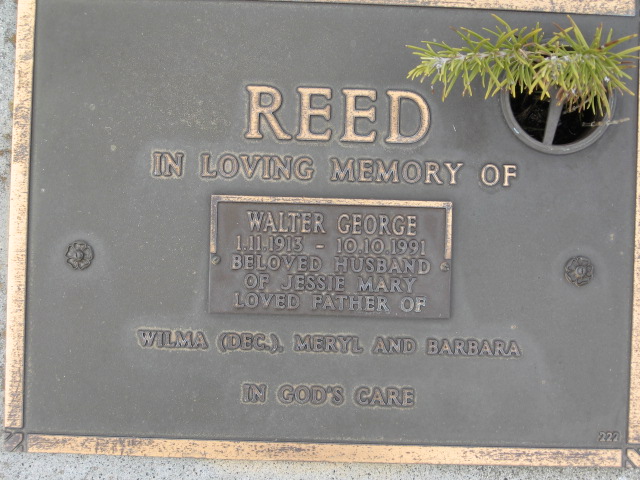 REED
IN LOVING MEMORY OF
WALTER GEORGE
1.11.1913 - 10.10.1991
BELOVED HUSBAND
OF JESSIE MARY
LOVED FATHER OF
WILMA (DEC.), MERYL AND BARBARA
IN GOD'S CARE
222